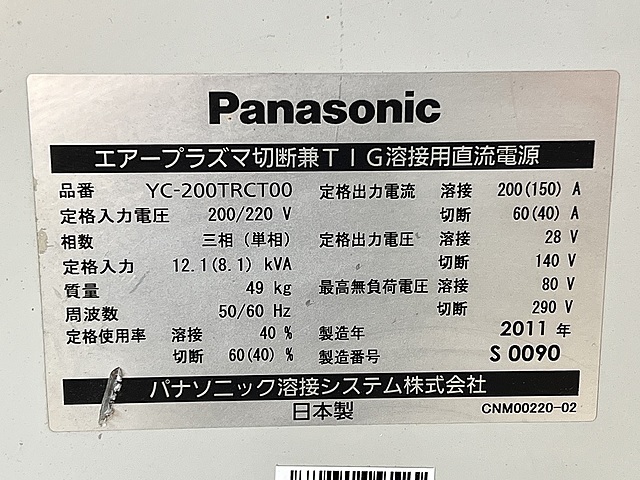 Panasonic
エアープラズマ切断兼TIG溶接用直流電源
品番 YC-200TRCT00 定格出力電流 溶接 200(150) A
定格入力電圧 200/220 V 切断 60(40) A
相数 三相(単相) 定格出力電圧 溶接 28 V
定格入力 12.1(8.1) kVA 切断 140 V
質量 49 kg 最高無負荷電圧 溶接 80 V
周波数 50/60 Hz 切断 290 V
定格使用率 溶接 40 % 製造年 2011 年
切断 60(40) % 製造番号 S 0090
パナソニック溶接システム株式会社
日本製 CNM00220-02